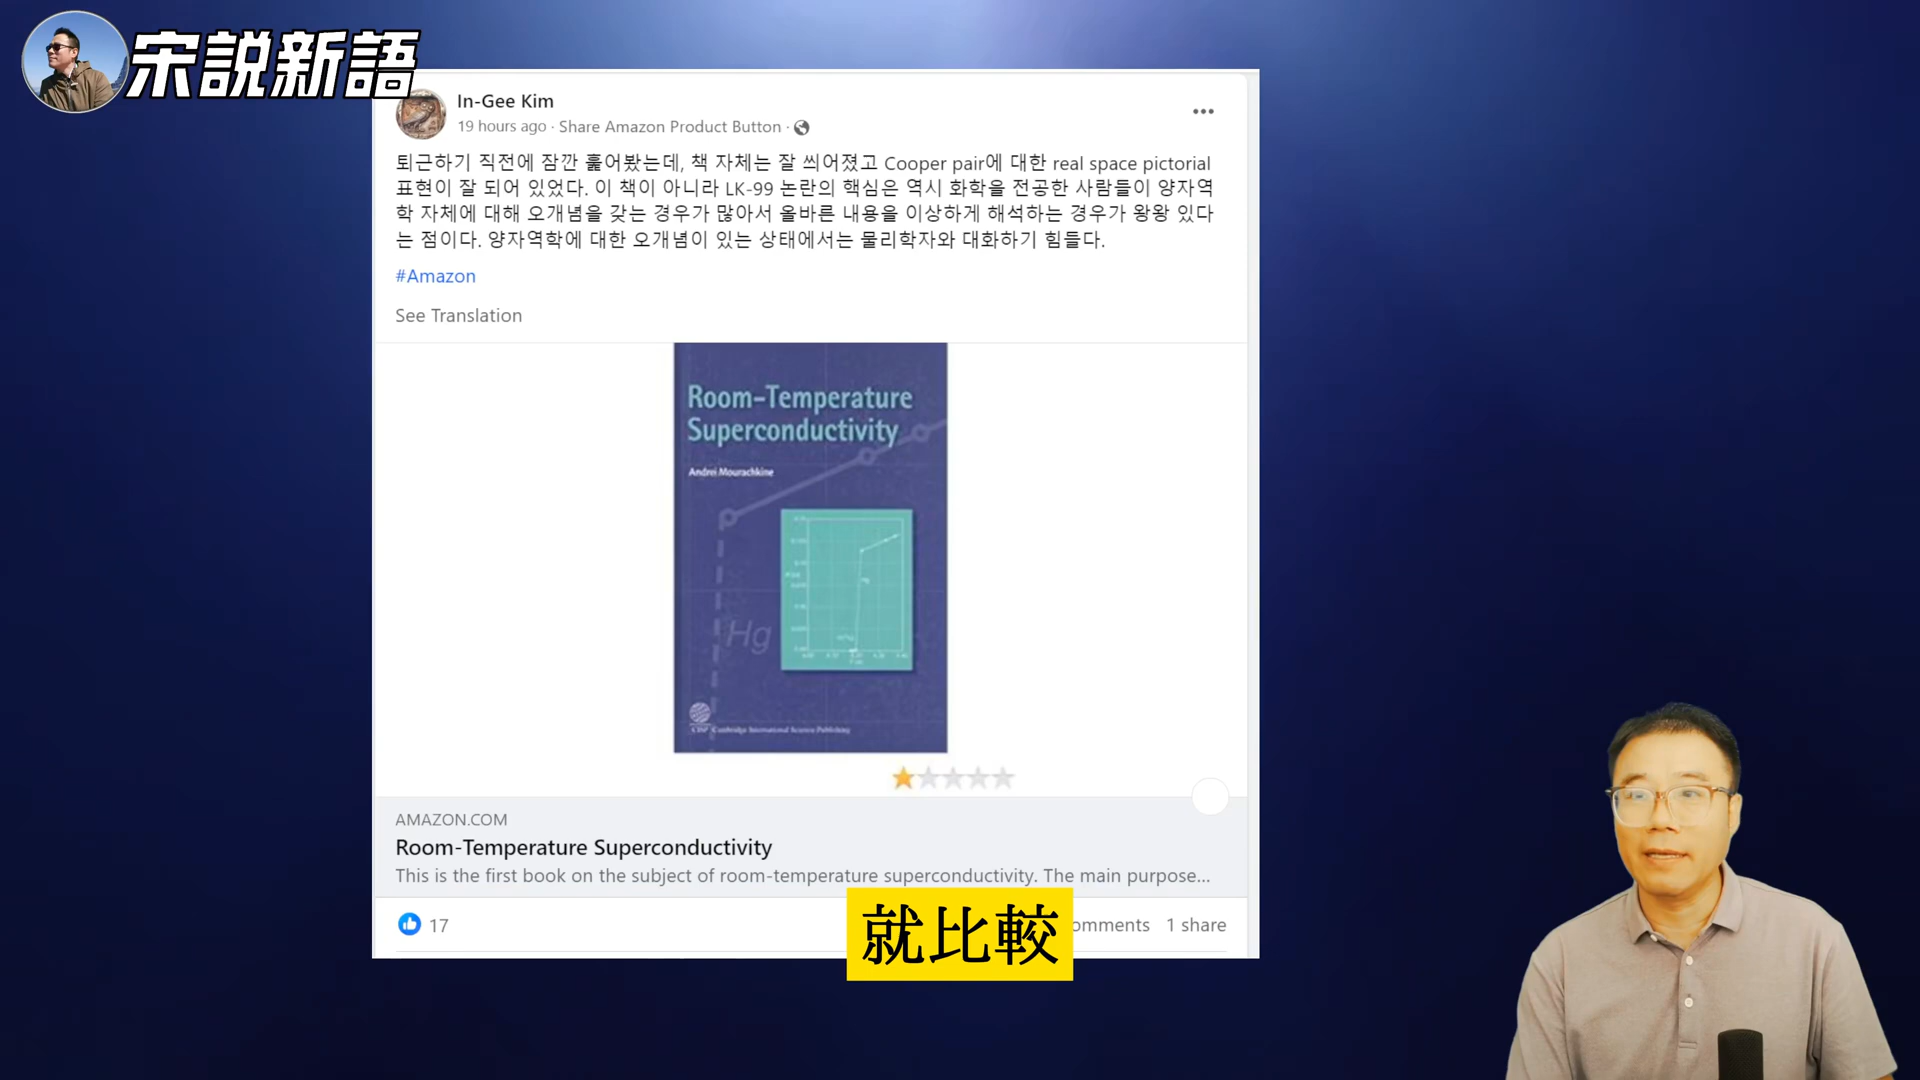 宋説新語
In-Gee Kim
19 hours ago · Share Amazon Product Button ·
퇴근하기 직전에 잠깐 훑어봤는데, 책 자체는 잘 씌어졌고 Cooper pair에 대한 real space pictorial
표현이 잘 되어 있었다. 이 책이 아니라 LK-99 논란의 핵심은 역시 화학을 전공한 사람들이 양자역
학 자체에 대해 오개념을 갖는 경우가 많아서 올바른 내용을 이상하게 해석하는 경우가 왕왕 있다
는 점이다. 양자역학에 대한 오개념이 있는 상태에서는 물리학자와 대화하기 힘들다.
#Amazon
See Translation
Room-Temperature
Superconductivity
Andrei Mourachkine
Hg
Cambridge International Science Publishing
AMAZON.COM
Room-Temperature Superconductivity
This is the first book on the subject of room-temperature superconductivity. The main purpose...
17
omments 1 share
就比較